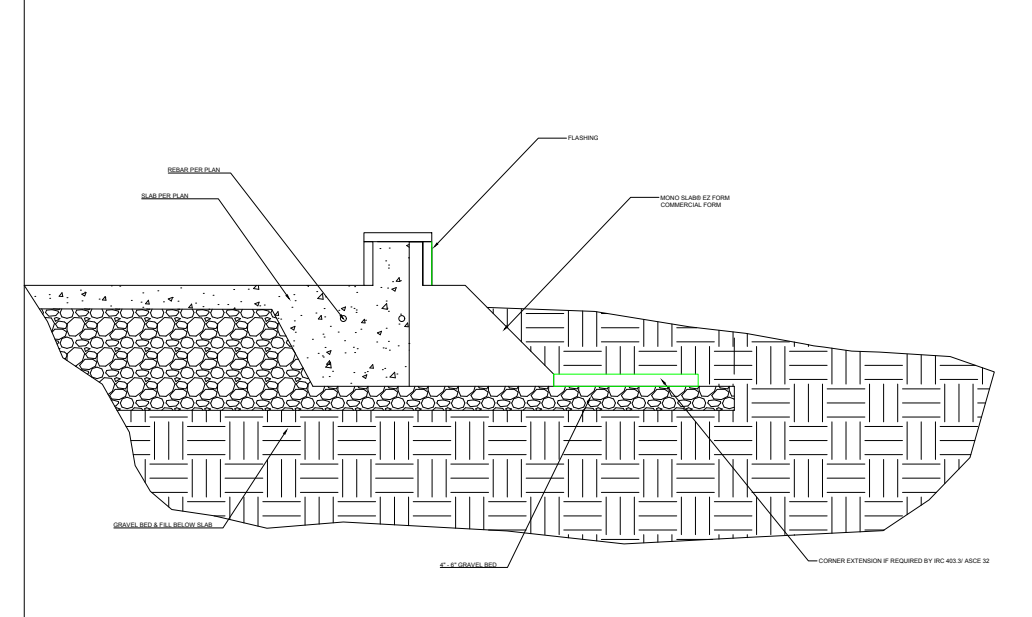 FLASHING
REBAR PER PLAN
SLAB PER PLAN
MONO SLAB® EZ FORM
COMMERCIAL FORM
GRAVEL BED & FILL BELOW SLAB
4" - 6" GRAVEL BED
CORNER EXTENSION IF REQUIRED BY IRC 403.3/ ASCE 32